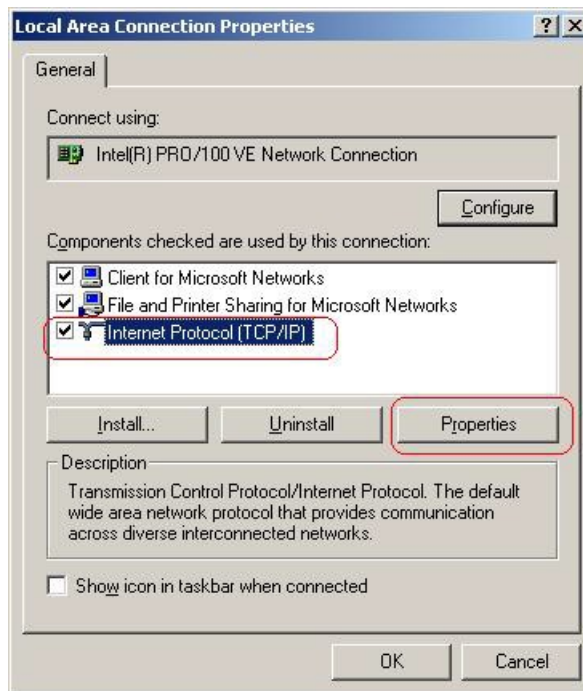 Local Area Connection Properties
General
Connect using:
Intel(R) PRO/100 VE Network Connection
Configure
Components checked are used by this connection:
Client for Microsoft Networks
File and Printer Sharing for Microsoft Networks
Internet Protocol (TCP/IP)
Install...
Uninstall
Properties
Description
Transmission Control Protocol/Internet Protocol. The default
wide area network protocol that provides communication
across diverse interconnected networks.
Show icon in taskbar when connected
OK
Cancel